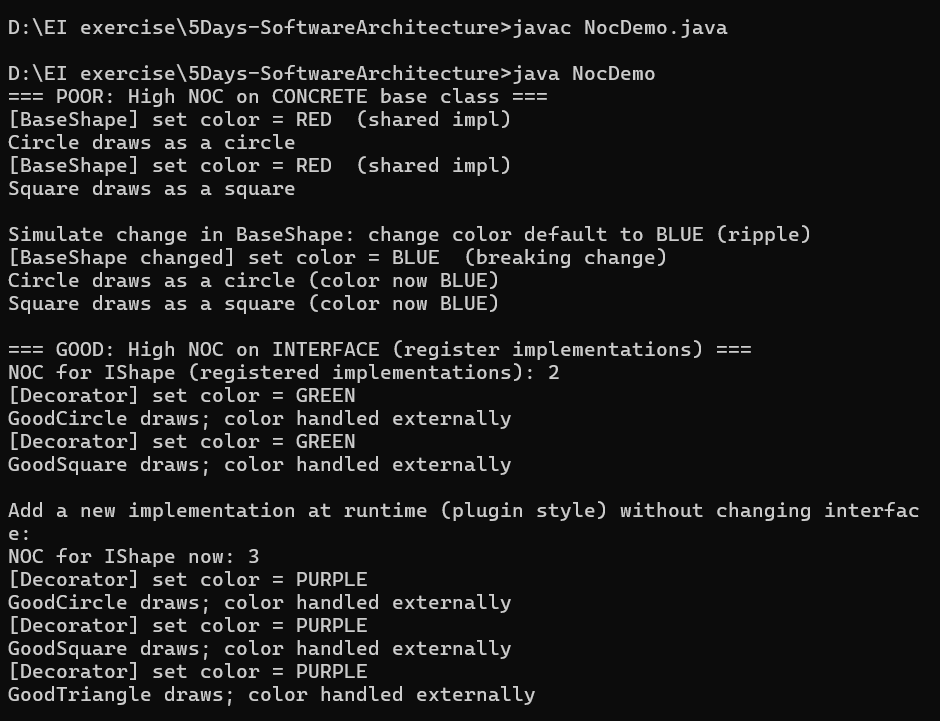 D:\EI exercise\5Days-SoftwareArchitecture>javac NocDemo.java
D:\EI exercise\5Days-SoftwareArchitecture>java NocDemo
=== POOR: High NOC on CONCRETE base class ===
[BaseShape] set color = RED  (shared impl)
Circle draws as a circle
[BaseShape] set color = RED  (shared impl)
Square draws as a square
Simulate change in BaseShape: change color default to BLUE (ripple)
[BaseShape changed] set color = BLUE  (breaking change)
Circle draws as a circle (color now BLUE)
Square draws as a square (color now BLUE)
=== GOOD: High NOC on INTERFACE (register implementations) ===
NOC for IShape (registered implementations): 2
[Decorator] set color = GREEN
GoodCircle draws; color handled externally
[Decorator] set color = GREEN
GoodSquare draws; color handled externally
Add a new implementation at runtime (plugin style) without changing interfac
e:
NOC for IShape now: 3
[Decorator] set color = PURPLE
GoodCircle draws; color handled externally
[Decorator] set color = PURPLE
GoodSquare draws; color handled externally
[Decorator] set color = PURPLE
GoodTriangle draws; color handled externally